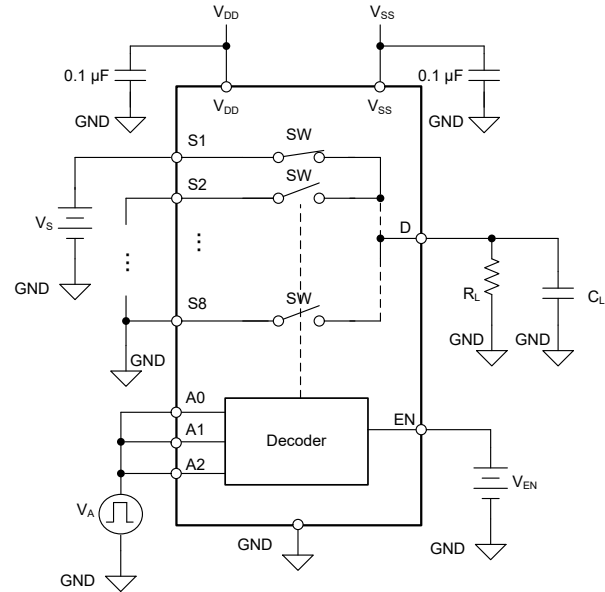 VDD
VSS
0.1 µF
0.1 µF
GND
GND
VDD
VSS
S1
SW
S2
SW
VS
⋮
⋮
D
GND
RL
CL
S8
SW
GND
GND
GND
A0
A1
A2
Decoder
EN
VA
VEN
GND
GND
GND